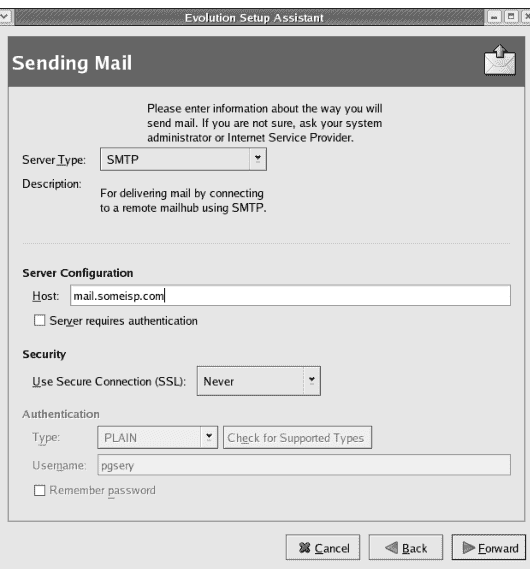 Evolution Setup Assistant
Sending Mail
Please enter information about the way you will
send mail. If you are not sure, ask your system
administrator or Internet Service Provider.
Server Type: SMTP
Description: For delivering mail by connecting
to a remote mailhub using SMTP.
Server Configuration
Host: mail.someisp.com
Server requires authentication
Security
Use Secure Connection (SSL): Never
Authentication
Type: PLAIN Check for Supported Types
Username: pgsery
Remember password
Cancel Back Forward